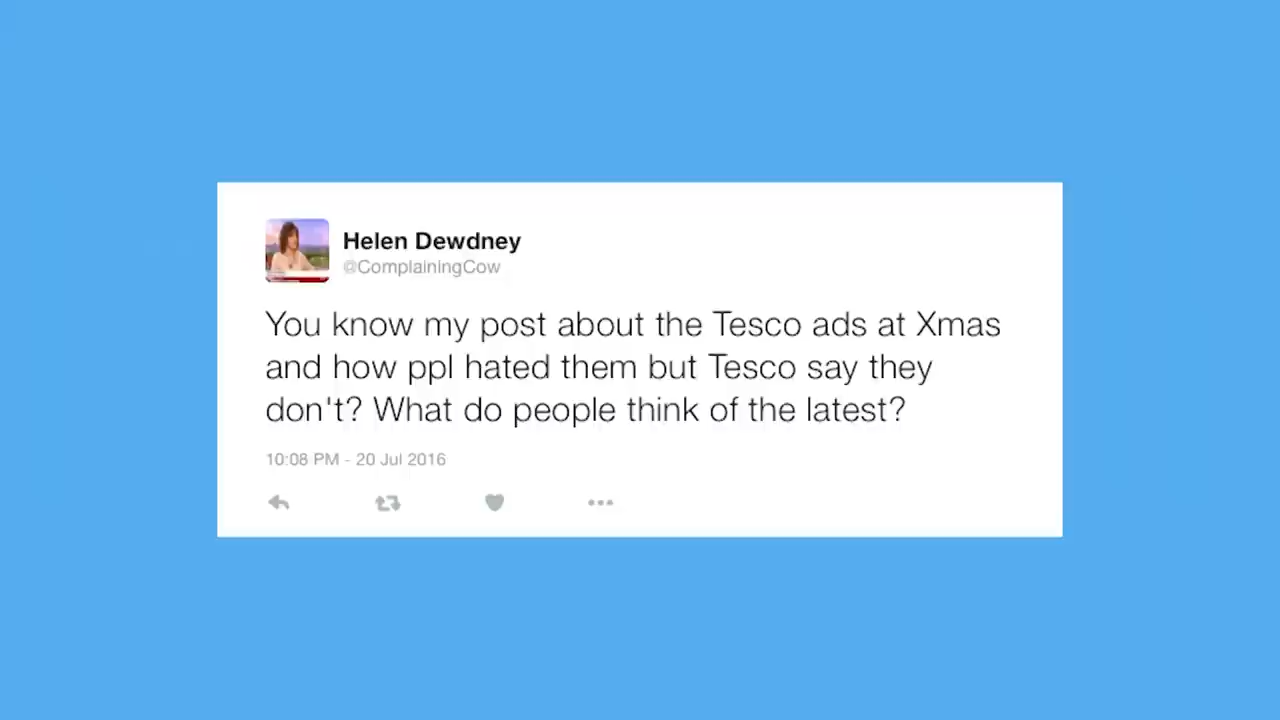 Helen Dewdney
@ComplainingCow
You know my post about the Tesco ads at Xmas
and how ppl hated them but Tesco say they
don't? What do people think of the latest?
10:08 PM - 20 Jul 2016